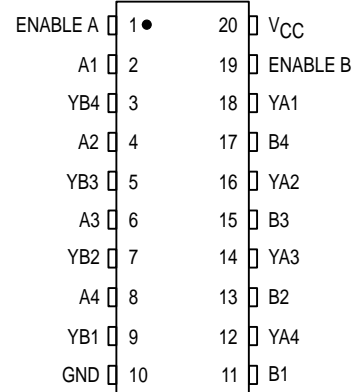 ENABLE A 1 20 VCC
A1 2 19 ENABLE B
YB4 3 18 YA1
A2 4 17 B4
YB3 5 16 YA2
A3 6 15 B3
YB2 7 14 YA3
A4 8 13 B2
YB1 9 12 YA4
GND 10 11 B1